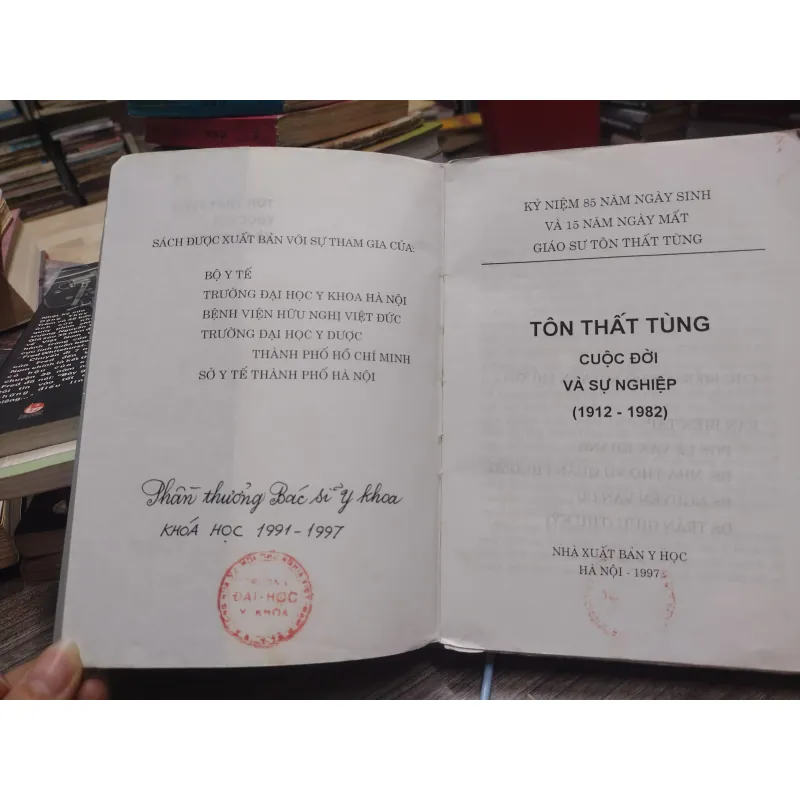 SÁCH ĐƯỢC XUẤT BẢN VỚI SỰ THAM GIA CỦA:
BỘ Y TẾ
TRƯỜNG ĐẠI HỌC Y KHOA HÀ NỘI
BỆNH VIỆN HỮU NGHỊ VIỆT ĐỨC
TRƯỜNG ĐẠI HỌC Y DƯỢC
THÀNH PHỐ HỒ CHÍ MINH
SỞ Y TẾ THÀNH PHỐ HÀ NỘI
Phần thưởng Bác sĩ y khoa
KHOÁ HỌC 1991-1997
ĐẠI-HỌC
Y KHOA
KỶ NIỆM 85 NĂM NGÀY SINH
VÀ 15 NĂM NGÀY MẤT
GIÁO SƯ TÔN THẤT TÙNG
TÔN THẤT TÙNG
CUỘC ĐỜI
VÀ SỰ NGHIỆP
(1912 - 1982)
NHÀ XUẤT BẢN Y HỌC
HÀ NỘI - 1997